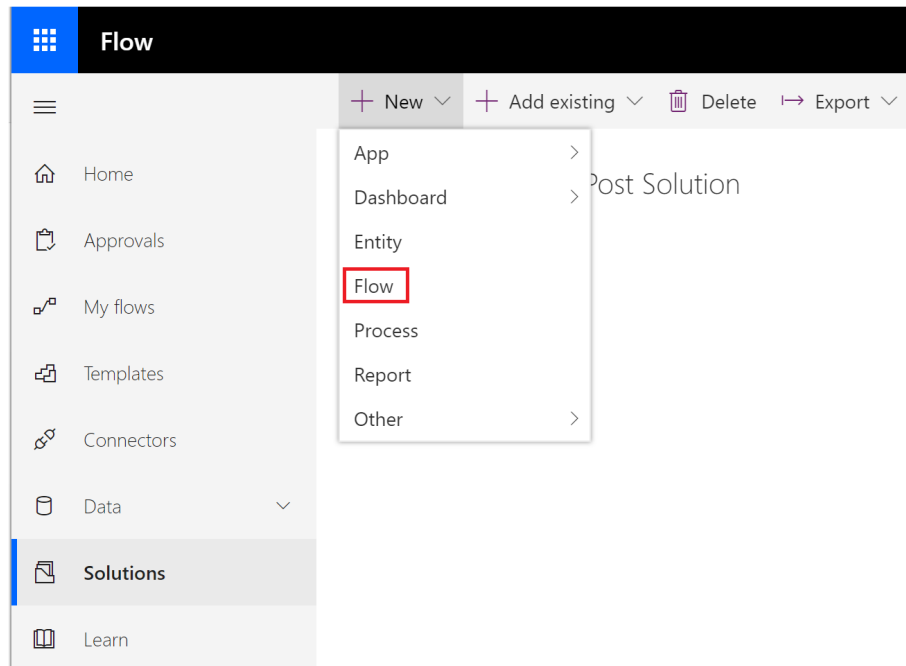 Flow
New
Add existing
Delete
Export
Home
Approvals
My flows
Templates
Connectors
Data
Solutions
Learn
App
Dashboard
Entity
Flow
Process
Report
Other
Post Solution